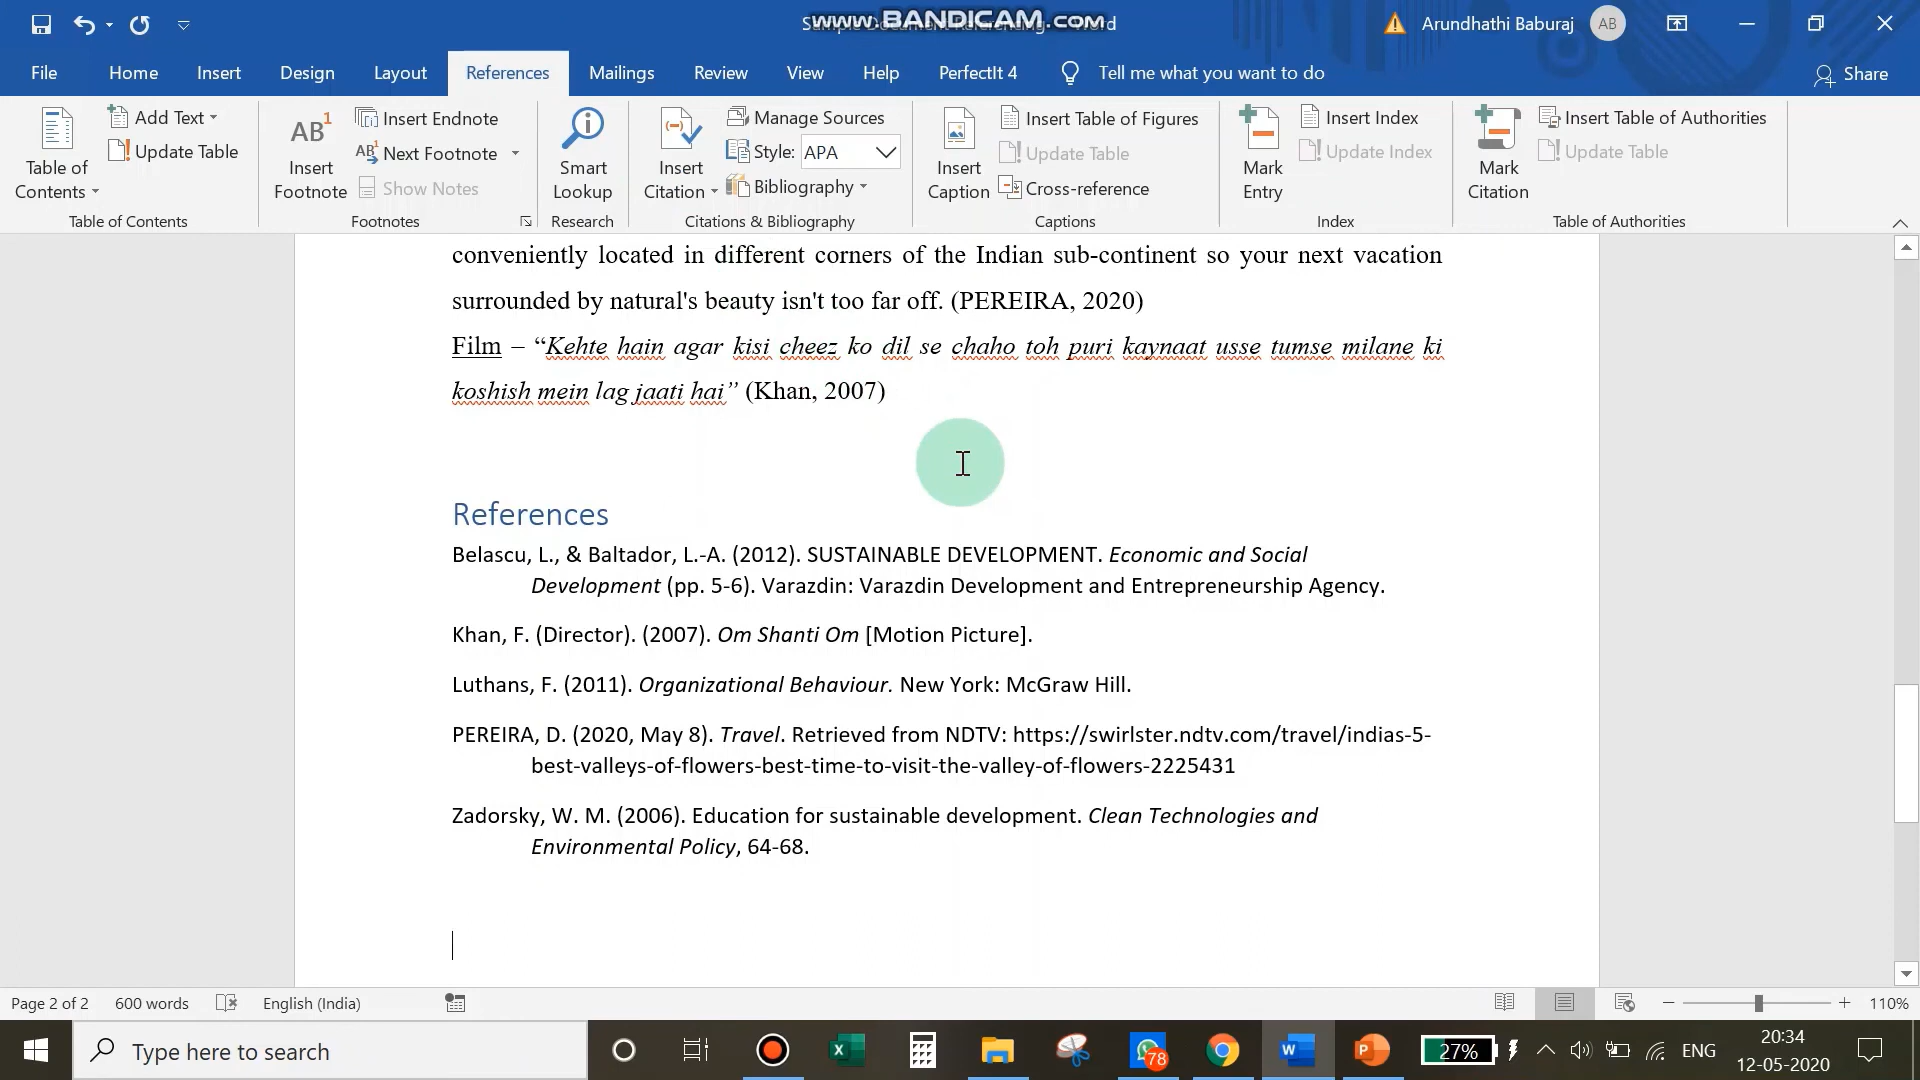 Sample Document Referencing - Word
www.BANDICAM.com
Arundhathi Baburaj AB
File Home Insert Design Layout References Mailings Review View Help PerfectIt 4 Tell me what you want to do Share
Table of Contents
Add Text
Update Table
Table of Contents
AB1 Insert Footnote
Insert Endnote
Next Footnote
Show Notes
Footnotes
Smart Lookup
Research
Insert Citation
Manage Sources
Style: APA
Bibliography
Citations & Bibliography
Insert Caption
Insert Table of Figures
Update Table
Cross-reference
Captions
Mark Entry
Insert Index
Update Index
Index
Mark Citation
Insert Table of Authorities
Update Table
Table of Authorities
conveniently located in different corners of the Indian sub-continent so your next vacation
surrounded by natural's beauty isn't too far off. (PEREIRA, 2020)
Film – “Kehte hain agar kisi cheez ko dil se chaho toh puri kaynaat usse tumse milane ki
koshish mein lag jaati hai” (Khan, 2007)
References
Belascu, L., & Baltador, L.-A. (2012). SUSTAINABLE DEVELOPMENT. Economic and Social
Development (pp. 5-6). Varazdin: Varazdin Development and Entrepreneurship Agency.
Khan, F. (Director). (2007). Om Shanti Om [Motion Picture].
Luthans, F. (2011). Organizational Behaviour. New York: McGraw Hill.
PEREIRA, D. (2020, May 8). Travel. Retrieved from NDTV: https://swirlster.ndtv.com/travel/indias-5-
best-valleys-of-flowers-best-time-to-visit-the-valley-of-flowers-2225431
Zadorsky, W. M. (2006). Education for sustainable development. Clean Technologies and
Environmental Policy, 64-68.
Page 2 of 2 600 words English (India) 110%
Type here to search 78 27% ENG 20:34
12-05-2020